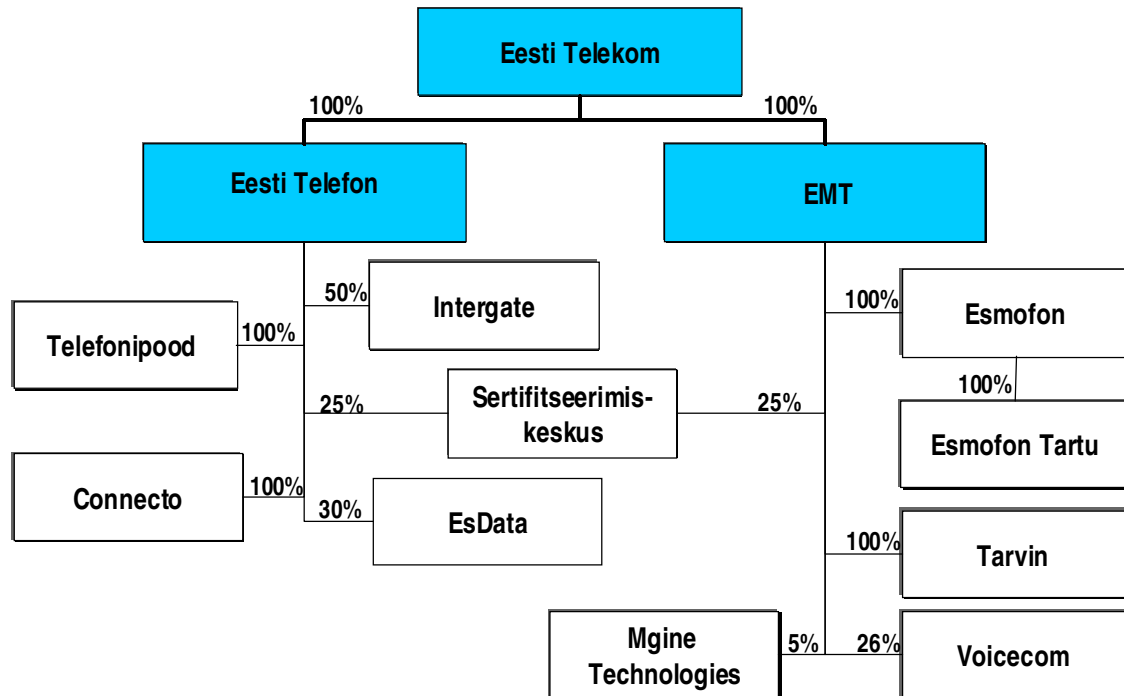 Eesti Telekom
100%
100%
Eesti Telefon
EMT
50%
Intergate
100%
Esmofon
Telefonipood
100%
100%
25%
Sertifitseerimis-
keskus
25%
Esmofon Tartu
Connecto
100%
30%
EsData
100%
Tarvin
Mgine
Technologies
5%
26%
Voicecom